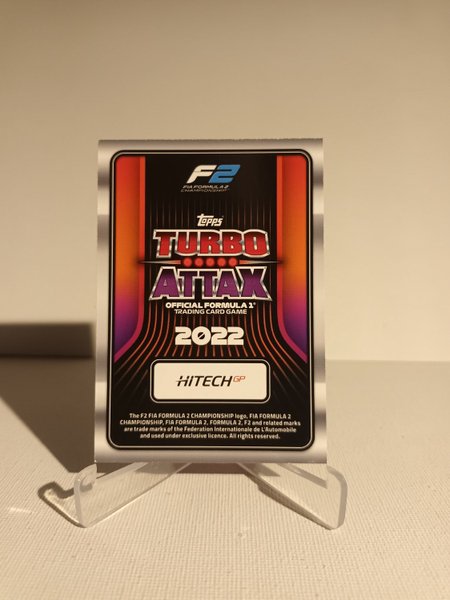 F2
FIA FORMULA 2
CHAMPIONSHIP
topps
TURBO
ATTAX
OFFICIAL FORMULA 1®
TRADING CARD GAME
2022
HITECH GP
The F2 FIA FORMULA 2 CHAMPIONSHIP logo, FIA FORMULA 2
CHAMPIONSHIP, FIA FORMULA 2, FORMULA 2, F2 and related marks
are trade marks of the Federation Internationale de L'Automobile
and used under exclusive licence. All rights reserved.